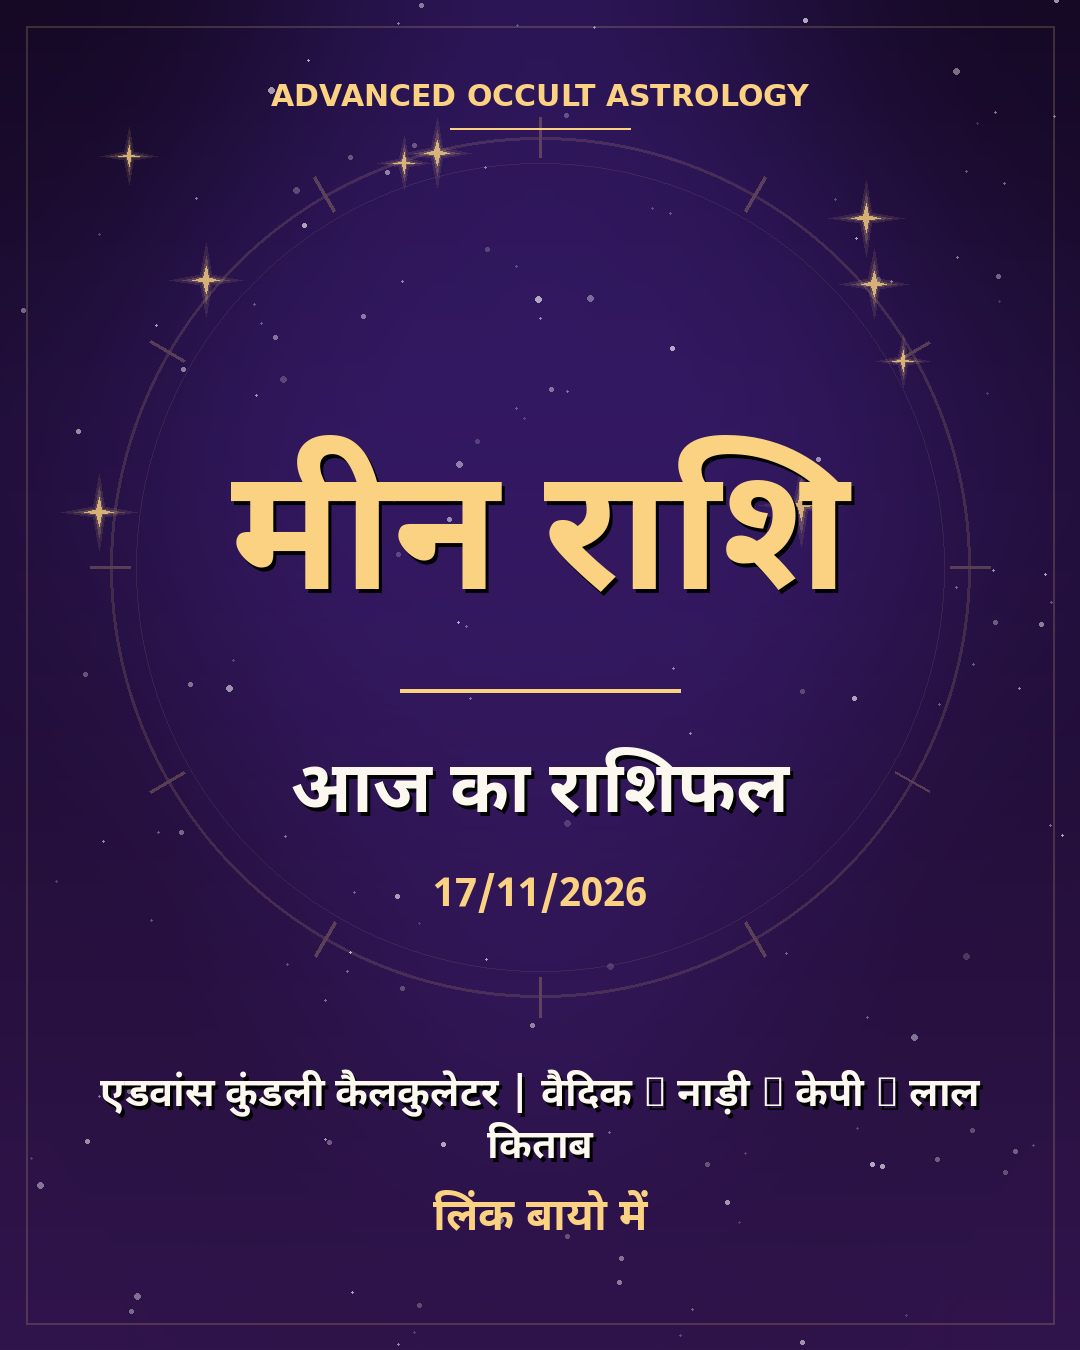 ADVANCED OCCULT ASTROLOGY
मीन राशि
आज का राशिफल
17/11/2026
एडवांस कुंडली कैलकुलेटर | वैदिक ▯ नाड़ी ▯ केपी ▯ लाल
किताब
लिंक बायो में